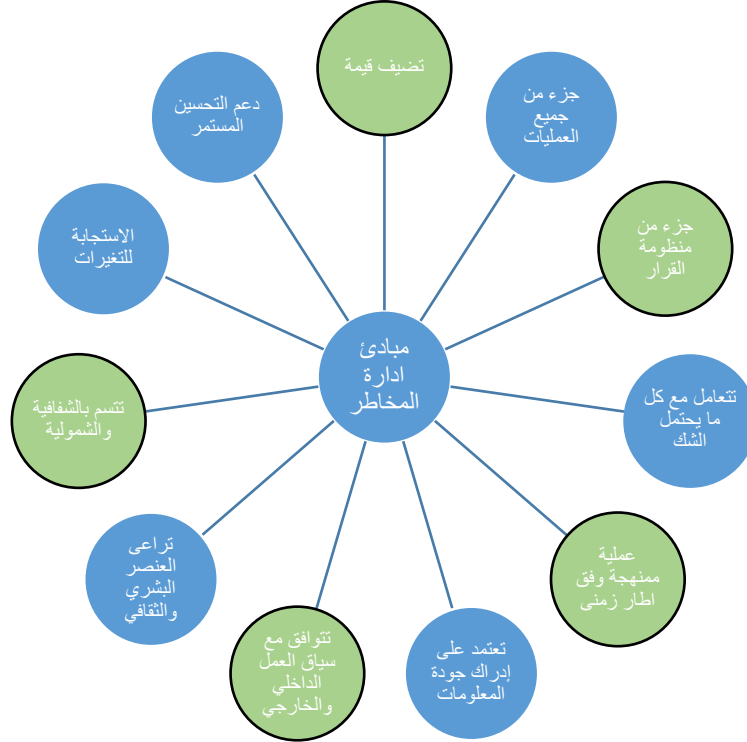 تضيف قيمة
جزء من
جميع
العمليات
جزء من
منظومة
القرار
تتعامل مع كل
ما يحتمل
الشك
عملية
ممنهجة وفق
اطار زمنى
تعتمد على
إدراك جودة
المعلومات
تتوافق مع
سياق العمل
الداخلي
والخارجي
تراعى
العنصر
البشري
والثقافي
تتسم بالشفافية
والشمولية
الاستجابة
للتغيرات
دعم التحسين
المستمر
مبادئ
ادارة
المخاطر